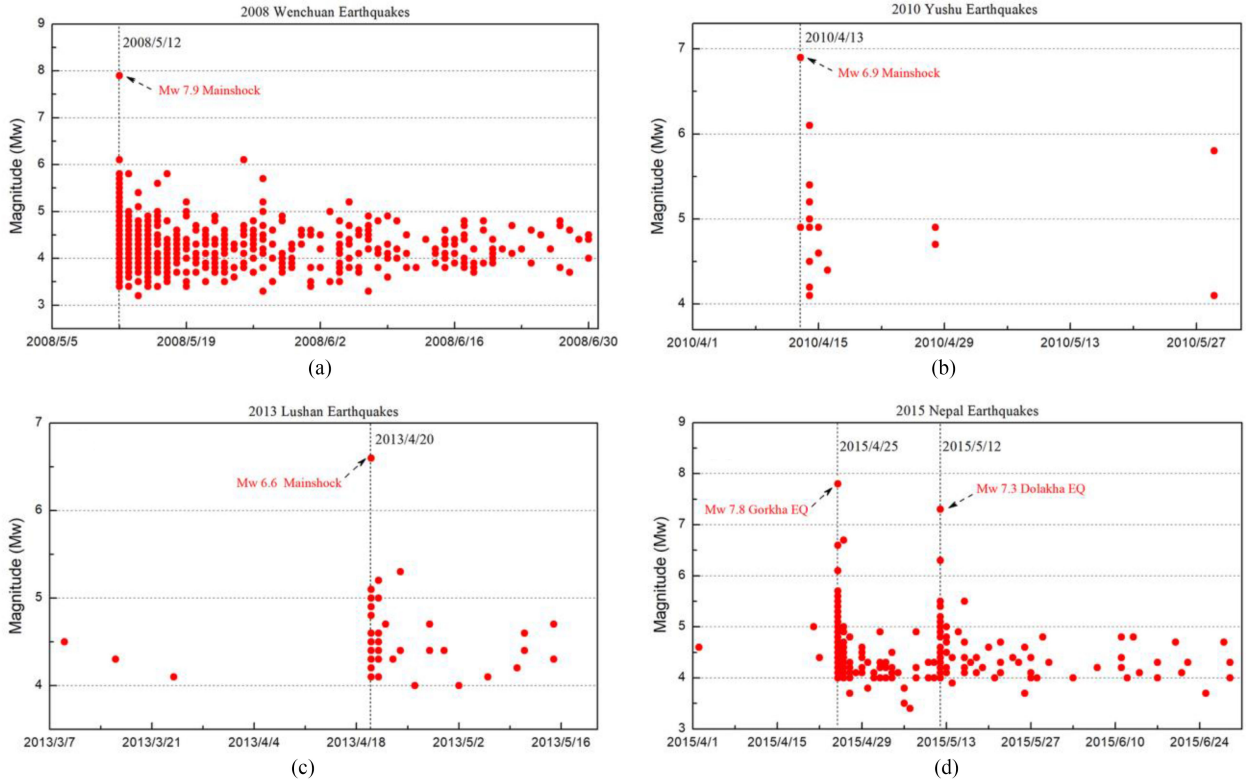 2008 Wenchuan Earthquakes
9
8
7
6
5
4
3
Magnitude (Mw)
2008/5/12
Mw 7.9 Mainshock
2008/5/5
2008/5/19
2008/6/2
2008/6/16
2008/6/30
(a)
2010 Yushu Earthquakes
7
6
5
4
Magnitude (Mw)
2010/4/13
Mw 6.9 Mainshock
2010/4/1
2010/4/15
2010/4/29
2010/5/13
2010/5/27
(b)
2013 Lushan Earthquakes
7
6
5
4
Magnitude (Mw)
2013/4/20
Mw 6.6 Mainshock
2013/3/7
2013/3/21
2013/4/4
2013/4/18
2013/5/2
2013/5/16
(c)
2015 Nepal Earthquakes
9
8
7
6
5
4
3
Magnitude (Mw)
2015/4/25
2015/5/12
Mw 7.8 Gorkha EQ
Mw 7.3 Dolakha EQ
2015/4/1
2015/4/15
2015/4/29
2015/5/13
2015/5/27
2015/6/10
2015/6/24
(d)